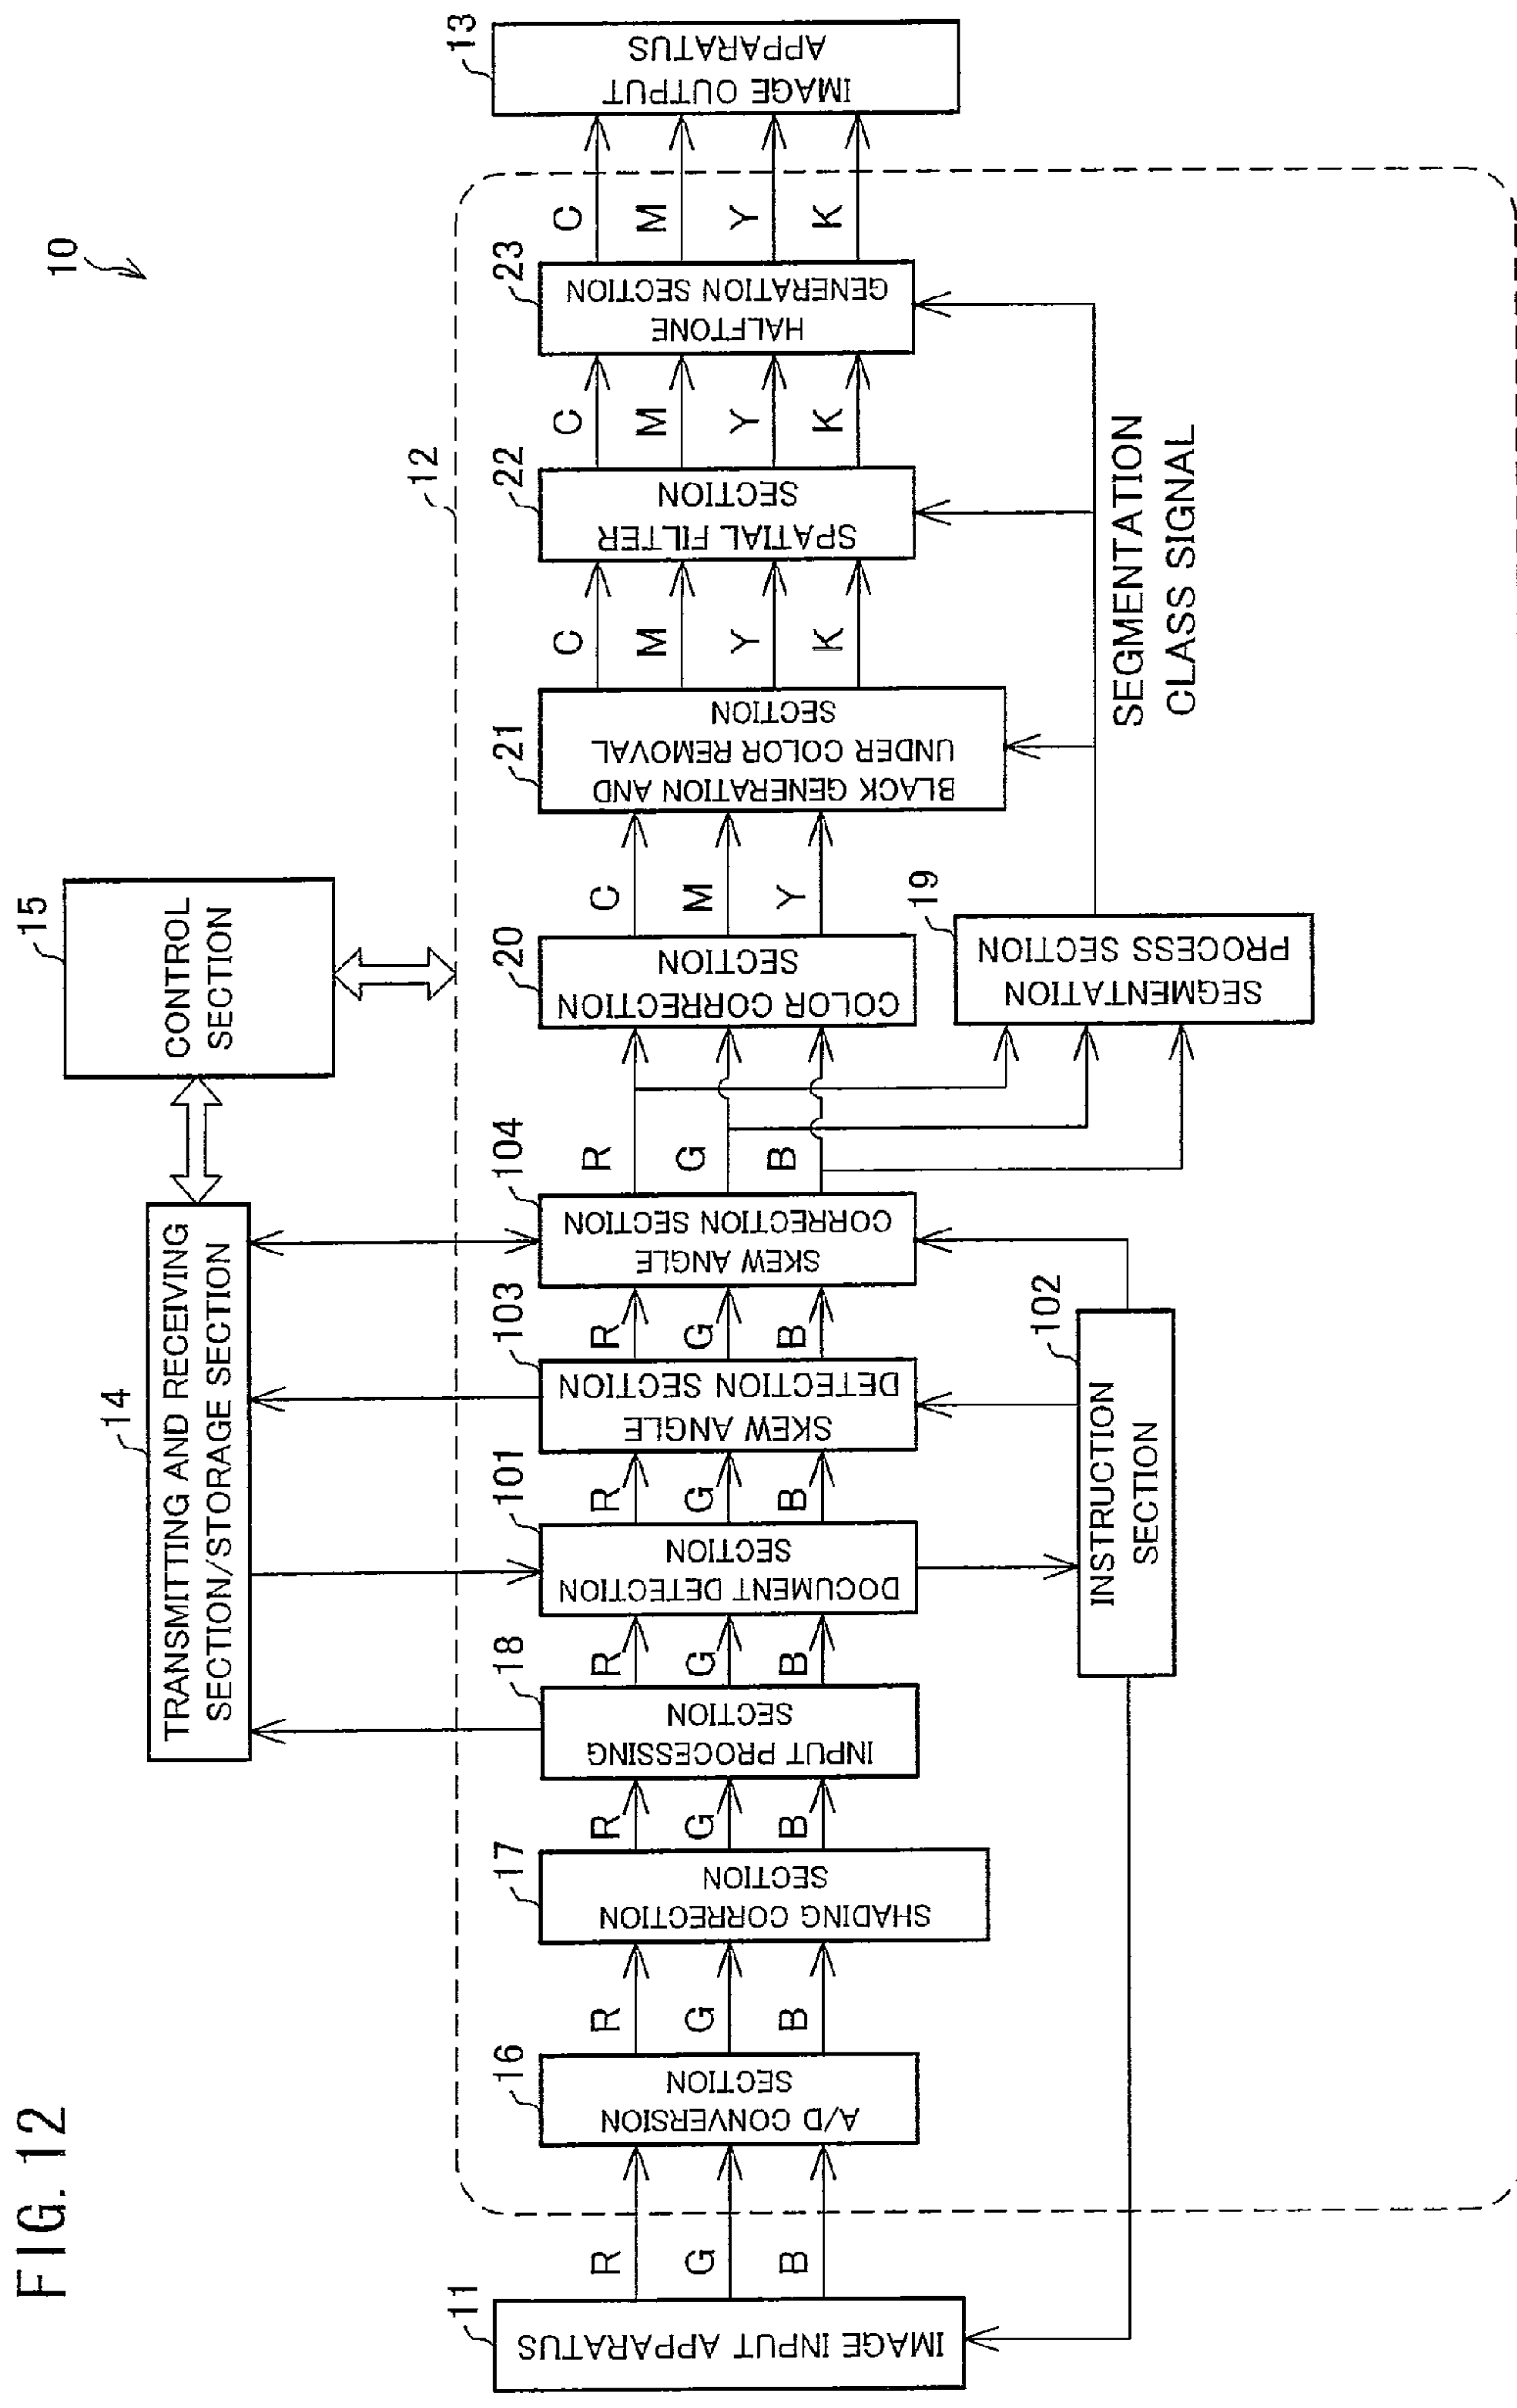 FIG. 12
10
15
CONTROL
SECTION
14
TRANSMITTING AND RECEIVING
SECTION/STORAGE SECTION
12
11
IMAGE INPUT APPARATUS
R
G
B
16
A/D CONVERSION
SECTION
R
G
B
17
SHADING CORRECTION
SECTION
R
G
B
18
INPUT PROCESSING
SECTION
R
G
B
101
DOCUMENT DETECTION
SECTION
R
G
B
103
SKEW ANGLE
DETECTION SECTION
R
G
B
104
SKEW ANGLE
CORRECTION SECTION
R
G
B
20
COLOR CORRECTION
SECTION
C
M
Y
21
BLACK GENERATION AND
UNDER COLOR REMOVAL
SECTION
C
M
Y
K
22
SPATIAL FILTER
SECTION
C
M
Y
K
23
HALFTONE
GENERATION SECTION
C
M
Y
K
13
IMAGE OUTPUT
APPARATUS
102
INSTRUCTION
SECTION
19
SEGMENTATION
PROCESS SECTION
SEGMENTATION
CLASS SIGNAL